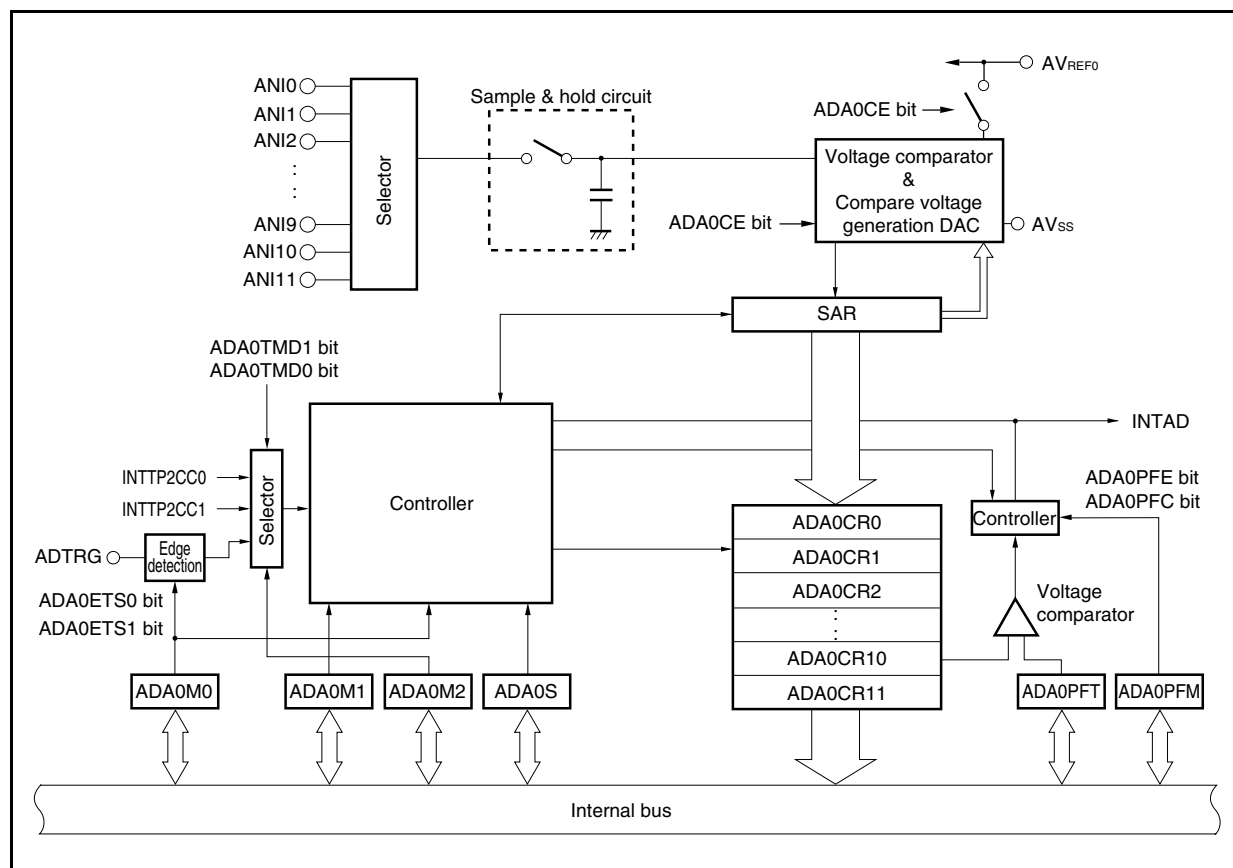 ANI0
ANI1
ANI2
ANI9
ANI10
ANI11
Selector
Sample & hold circuit
AVREF0
ADA0CE bit
Voltage comparator
&
Compare voltage
generation DAC
ADA0CE bit
AVSS
SAR
ADA0TMD1 bit
ADA0TMD0 bit
INTTP2CC0
INTTP2CC1
ADTRG
Edge
detection
Selector
ADA0ETS0 bit
ADA0ETS1 bit
Controller
INTAD
ADA0PFE bit
ADA0PFC bit
Controller
Voltage
comparator
ADA0CR0
ADA0CR1
ADA0CR2
ADA0CR10
ADA0CR11
ADA0M0
ADA0M1
ADA0M2
ADA0S
ADA0PFT
ADA0PFM
Internal bus